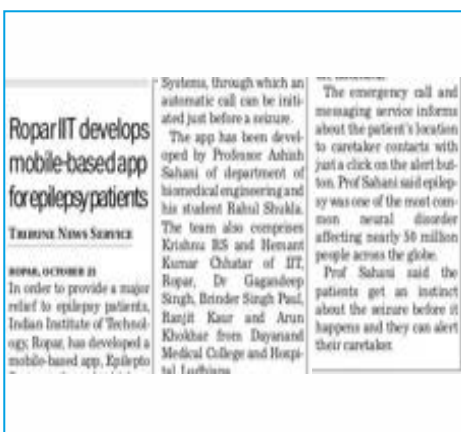 Ropar IIT develops
mobile-based app
for epilepsy patients
TRIBUNE NEWS SERVICE
ROPAR, OCTOBER 21
In order to provide a major
relief to epilepsy patients,
Indian Institute of Technol-
ogy, Ropar, has developed a
mobile-based app, Epilepto
Systems, through which an
automatic call can be initi-
ated just before a seizure.
The app has been devel-
oped by Professor Ashish
Sahani of department of
biomedical engineering and
his student Rahul Shukla.
The team also comprises
Krishnu RS and Hemant
Kumar Chhatar of IIT,
Ropar, Dr Gagandeep
Singh, Brinder Singh Paul,
Ranjit Kaur and Arun
Khokhar from Dayanand
Medical College and Hospi-
tal, Ludhiana.
The emergency call and
messaging service informs
about the patient's location
to caretaker contacts with
just a click on the alert but-
ton. Prof Sahani said epilep-
sy was one of the most com-
mon neural disorder
affecting nearly 50 million
people across the globe.
Prof Sahani said the
patients get an instinct
about the seizure before it
happens and they can alert
their caretaker.